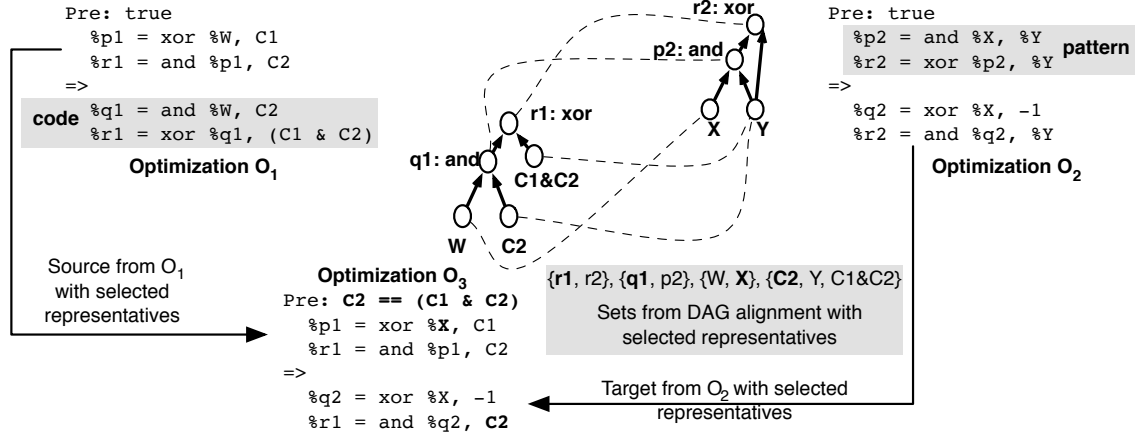 Pre: true
%p1 = xor %W, C1
%r1 = and %p1, C2
=>
code
%q1 = and %W, C2
%r1 = xor %q1, (C1 & C2)
Optimization O1
r2: xor
p2: and
X
Y
r1: xor
q1: and
C1&C2
W
C2
Pre: true
%p2 = and %X, %Y
%r2 = xor %p2, %Y
pattern
=>
%q2 = xor %X, -1
%r2 = and %q2, %Y
Optimization O2
Source from O1
with selected
representatives
Optimization O3
Pre: C2 == (C1 & C2)
%p1 = xor %X, C1
%r1 = and %p1, C2
=>
%q2 = xor %X, -1
%r1 = and %q2, C2
{r1, r2}, {q1, p2}, {W, X}, {C2, Y, C1&C2}
Sets from DAG alignment with
selected representatives
Target from O2 with selected
representatives